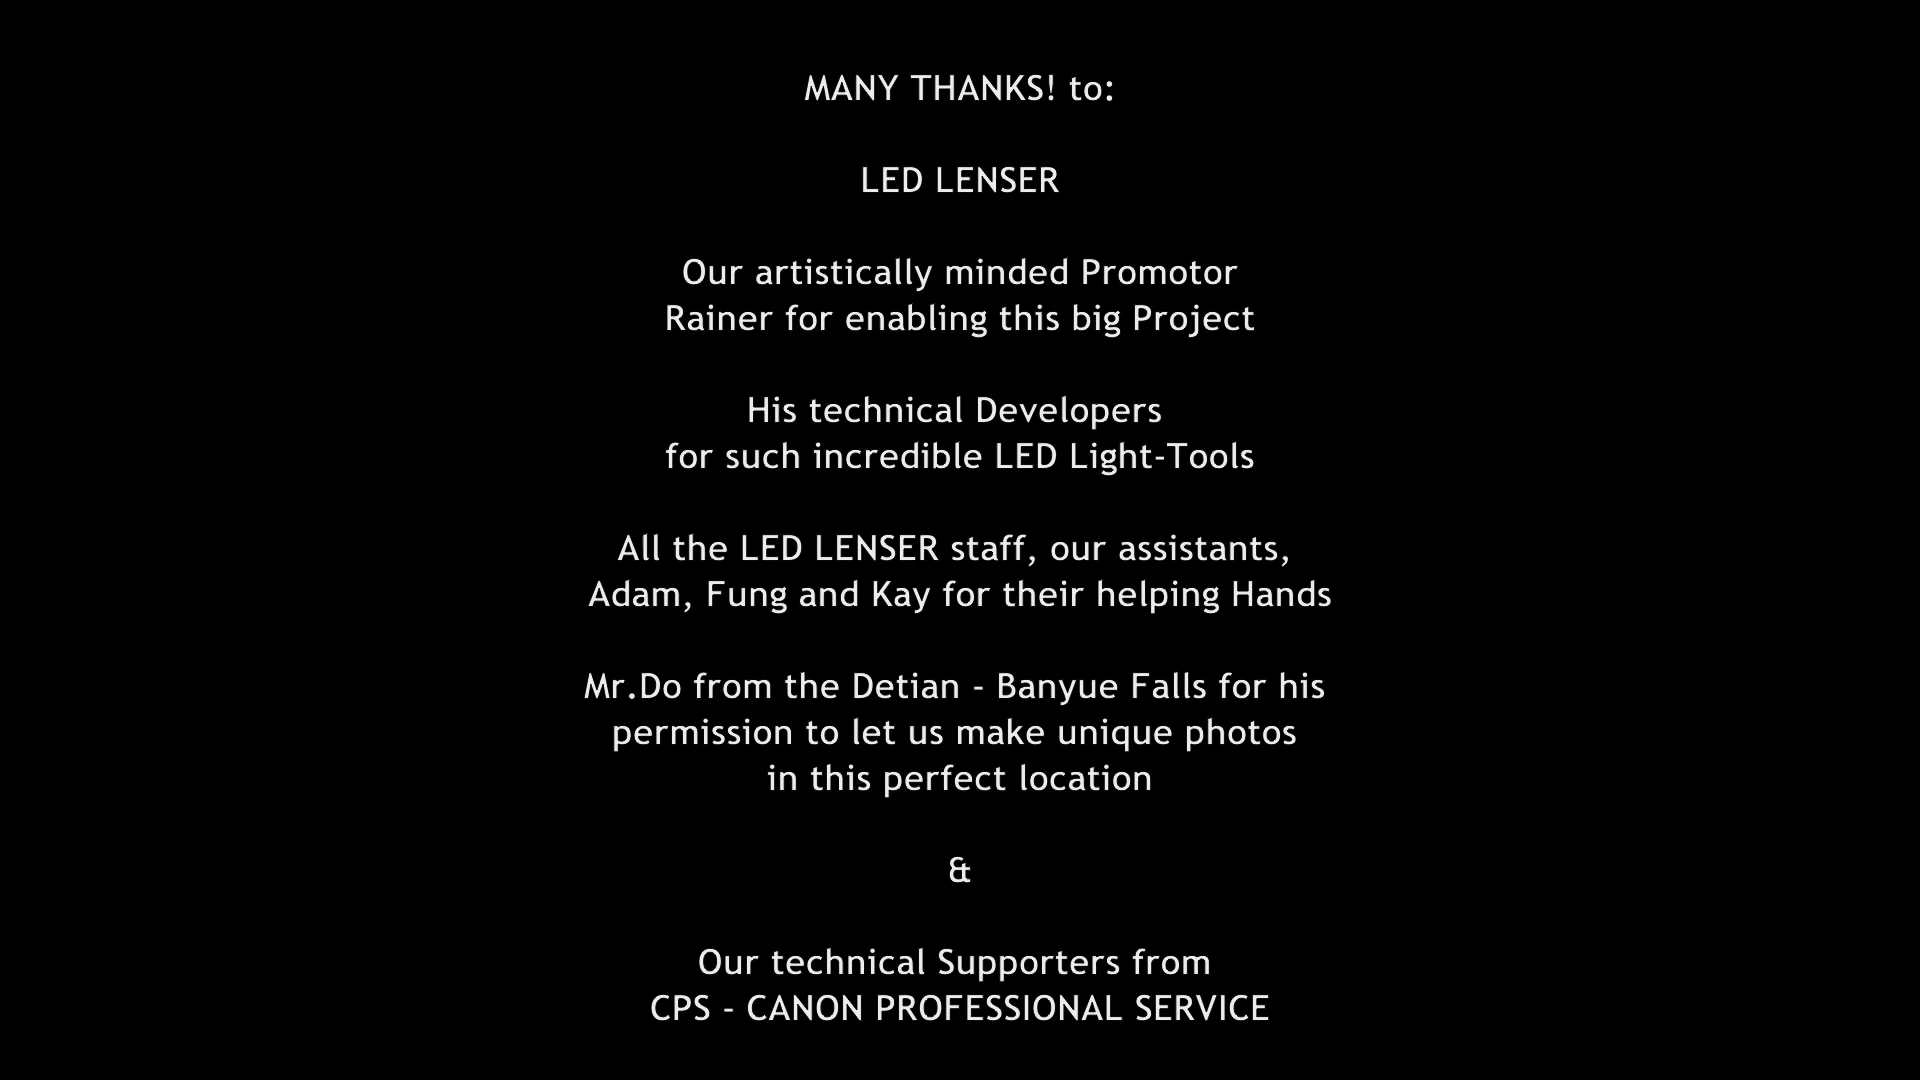 MANY THANKS! to:
LED LENSER
Our artistically minded Promotor
Rainer for enabling this big Project
His technical Developers
for such incredible LED Light-Tools
All the LED LENSER staff, our assistants,
Adam, Fung and Kay for their helping Hands
Mr.Do from the Detian - Banyue Falls for his
permission to let us make unique photos
in this perfect location
&
Our technical Supporters from
CPS - CANON PROFESSIONAL SERVICE